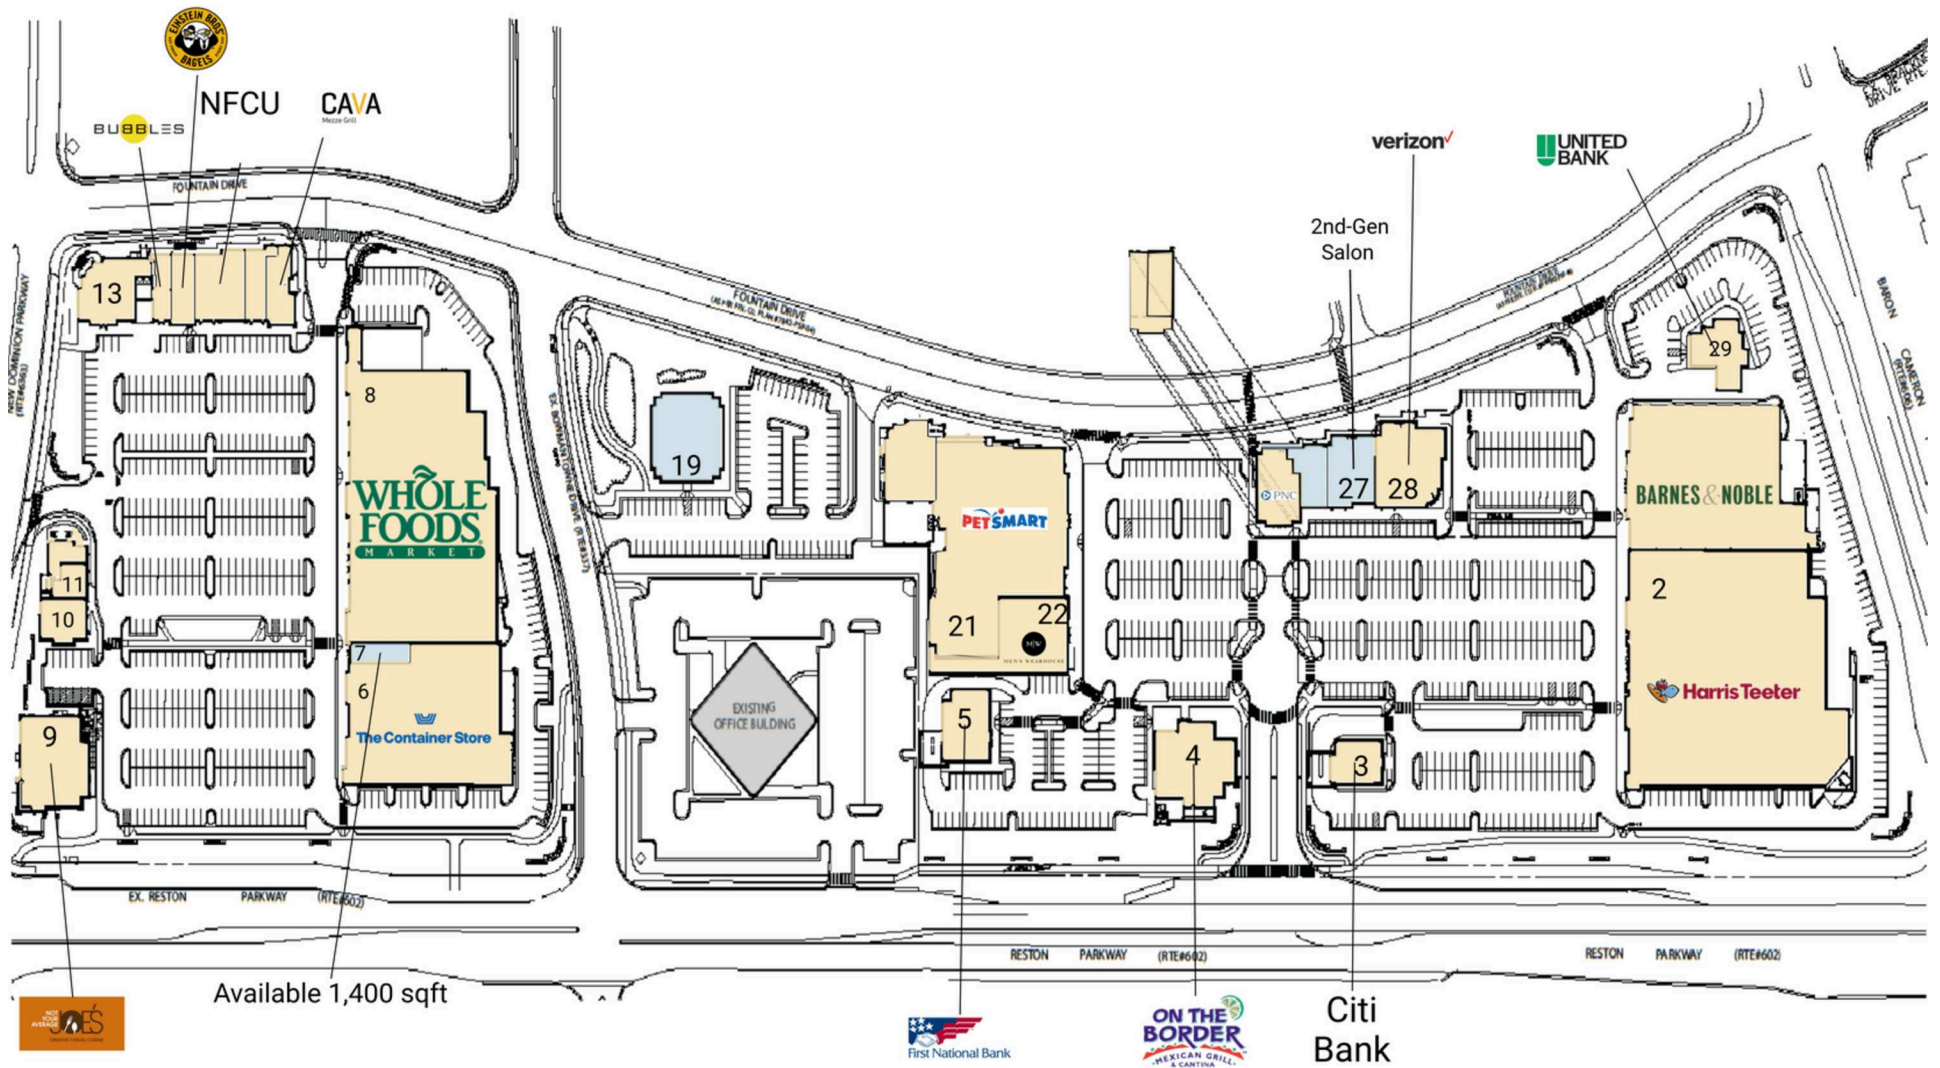 EINSTEIN BROS
BAGELS
NFCU
CAVA
Mezze Grill
BUBBLES
verizon
UNITED
BANK
2nd-Gen
Salon
FOUNTAIN DRIVE
FOUNTAIN DRIVE
NEW DOMINION PARKWAY
BARON
CAMERON
13
8
WHOLE
FOODS
MARKET
19
PETSMART
PNC
27
28
29
BARNES & NOBLE
11
10
7
6
The Container Store
9
21
22
MW
MEN'S WEARHOUSE
2
Harris Teeter
EXISTING
OFFICE BUILDING
5
4
3
EX. RESTON PARKWAY (RTE#602)
RESTON PARKWAY (RTE#602)
RESTON PARKWAY (RTE#602)
Available 1,400 sqft
NOT
YOUR
AVERAGE
JOE'S
First National Bank
ON THE
BORDER
MEXICAN GRILL
& CANTINA
Citi
Bank